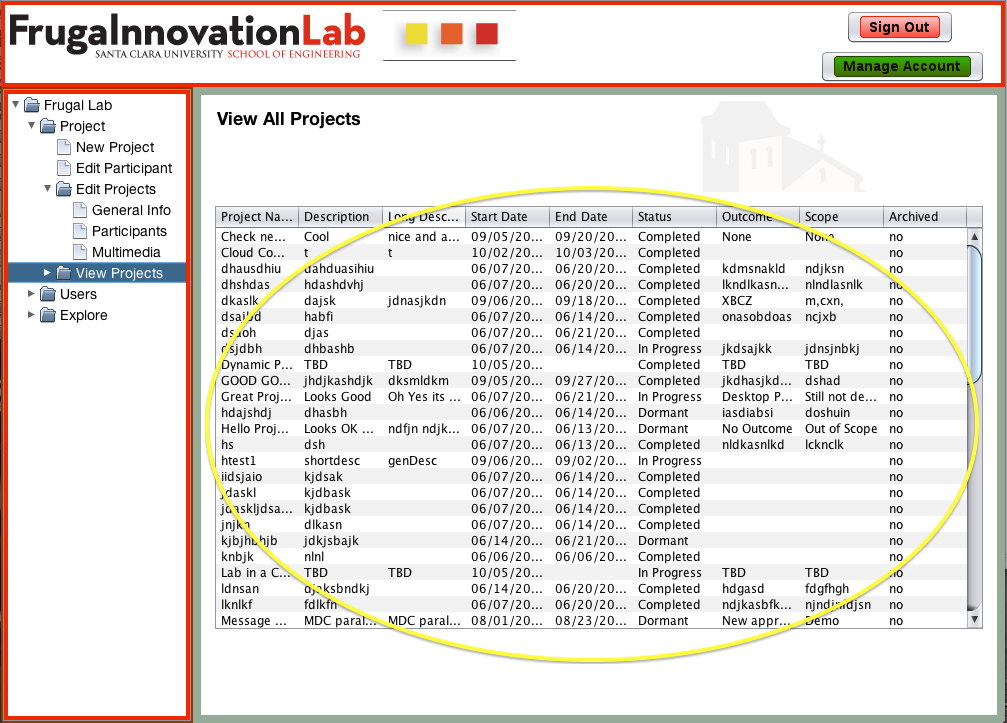 FrugalInnovationLab
SANTA CLARA UNIVERSITY SCHOOL OF ENGINEERING
Sign Out
Manage Account
Frugal Lab
Project
New Project
Edit Participant
Edit Projects
General Info
Participants
Multimedia
View Projects
Users
Explore
View All Projects
Project Na... Description Long Desc... Start Date End Date Status Outcome Scope Archived
Check ne... Cool nice and a... 09/05/20... 09/20/20... Completed None None no
Cloud Co... t t 10/02/20... 10/03/20... Completed no
dhausdhiu dahduasihiu 06/07/20... 06/20/20... Completed kdmsnakld ndjksn no
dhshdas hdashdvhj 06/07/20... 06/20/20... Completed lkndlkasn... nlndlasnlk no
dkaslk dajsk jdnasjkdn 09/06/20... 09/18/20... Completed XBCZ m,cxn, no
habfi 06/07/20... 06/14/20... Completed onasobdoas ncjxb no
djas 06/07/20... 06/21/20... Completed no
dsjdbh dhbashb 06/07/20... 06/14/20... In Progress jkdsajkk jdnsjnbkj no
Dynamic P... TBD TBD 10/05/20... Completed TBD TBD no
GOOD GO... jhdjkashdjk dksmldkm 09/05/20... 09/27/20... Completed jkdhasjkd... dshad no
Great Proj... Looks Good Oh Yes its ... 06/07/20... 06/21/20... In Progress Desktop P... Still not de... no
hdajshdj dhasbh 06/06/20... 06/14/20... Dormant iasdiabsi doshuin no
Hello Proj... Looks OK ... ndfjn ndjk... 06/07/20... 06/13/20... Dormant No Outcome Out of Scope no
hs dsh 06/07/20... 06/13/20... Completed nldkasnlkd lcknclk no
htest1 shortdesc genDesc 09/06/20... 09/02/20... In Progress no
iidsjaio kjdsak 06/07/20... 06/14/20... Completed no
jdaskl kjdbask 06/07/20... 06/14/20... Completed no
jdaskljdsa... kjdbask 06/07/20... 06/14/20... Completed no
jnjkn dlkasn 06/07/20... 06/14/20... Completed no
kjbjhbhjb jdkjsbajk 06/14/20... 06/21/20... Dormant no
knbjk nlnl 06/06/20... 06/06/20... Completed no
Lab in a C... TBD TBD 10/05/20... In Progress TBD TBD no
ldnsan djaksbndkj 06/14/20... 06/20/20... Completed hdgasd fdgfhgh no
lknlkf fdlkfn 06/07/20... 06/20/20... Completed ndjkasbfk... no
Message ... MDC paral... MDC paral... 08/01/20... 08/23/20... Dormant New appr... Demo no